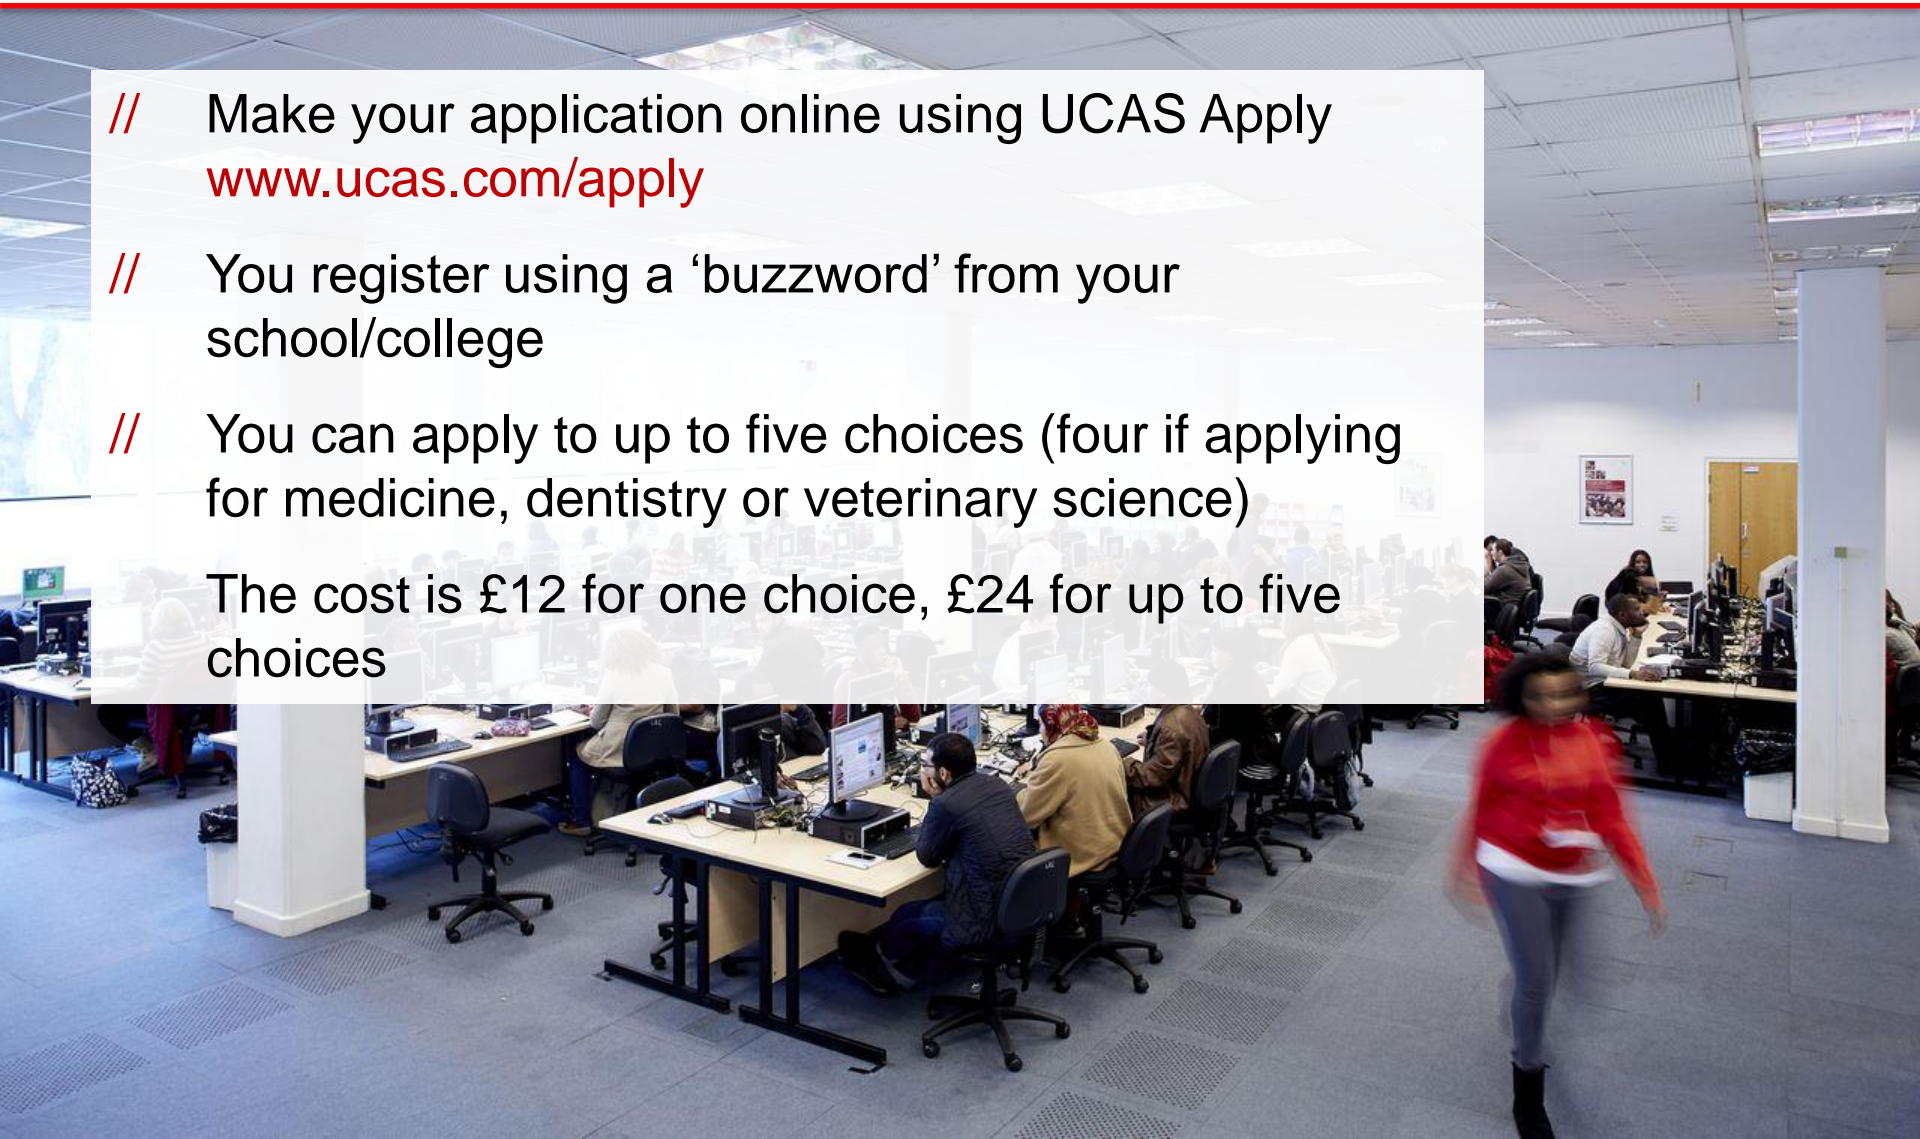 // Make your application online using UCAS Apply
www.ucas.com/apply
// You register using a ‘buzzword’ from your
school/college
// You can apply to up to five choices (four if applying
for medicine, dentistry or veterinary science)
The cost is £12 for one choice, £24 for up to five
choices